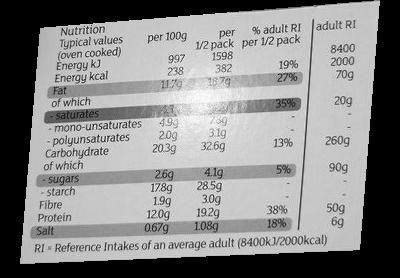 Nutrition
Typical values per 100g per 1/2 pack % adult RI per 1/2 pack adult RI
(oven cooked)
Energy kJ 997 1598 8400
Energy kcal 238 382 19% 2000
Fat 11.7g 18.7g 27% 70g
of which
- saturates 35% 20g
- mono-unsaturates 4.9g - -
- polyunsaturates 2.0g 3.1g - -
Carbohydrate 20.3g 32.6g 13% 260g
of which
- sugars 2.6g 4.1g 5% 90g
- starch 17.8g 28.5g - -
Fibre 1.9g 3.0g - -
Protein 12.0g 19.2g 38% 50g
Salt 0.67g 1.08g 18% 6g
RI = Reference Intakes of an average adult (8400kJ/2000kcal)